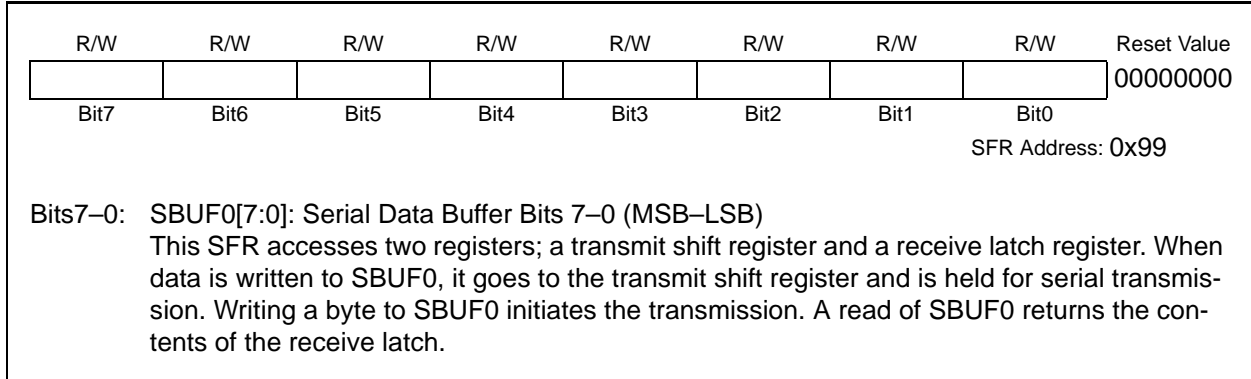 R/W R/W R/W R/W R/W R/W R/W R/W Reset Value
00000000
Bit7 Bit6 Bit5 Bit4 Bit3 Bit2 Bit1 Bit0
SFR Address: 0x99
Bits7–0: SBUF0[7:0]: Serial Data Buffer Bits 7–0 (MSB–LSB)
This SFR accesses two registers; a transmit shift register and a receive latch register. When
data is written to SBUF0, it goes to the transmit shift register and is held for serial transmis-
sion. Writing a byte to SBUF0 initiates the transmission. A read of SBUF0 returns the con-
tents of the receive latch.